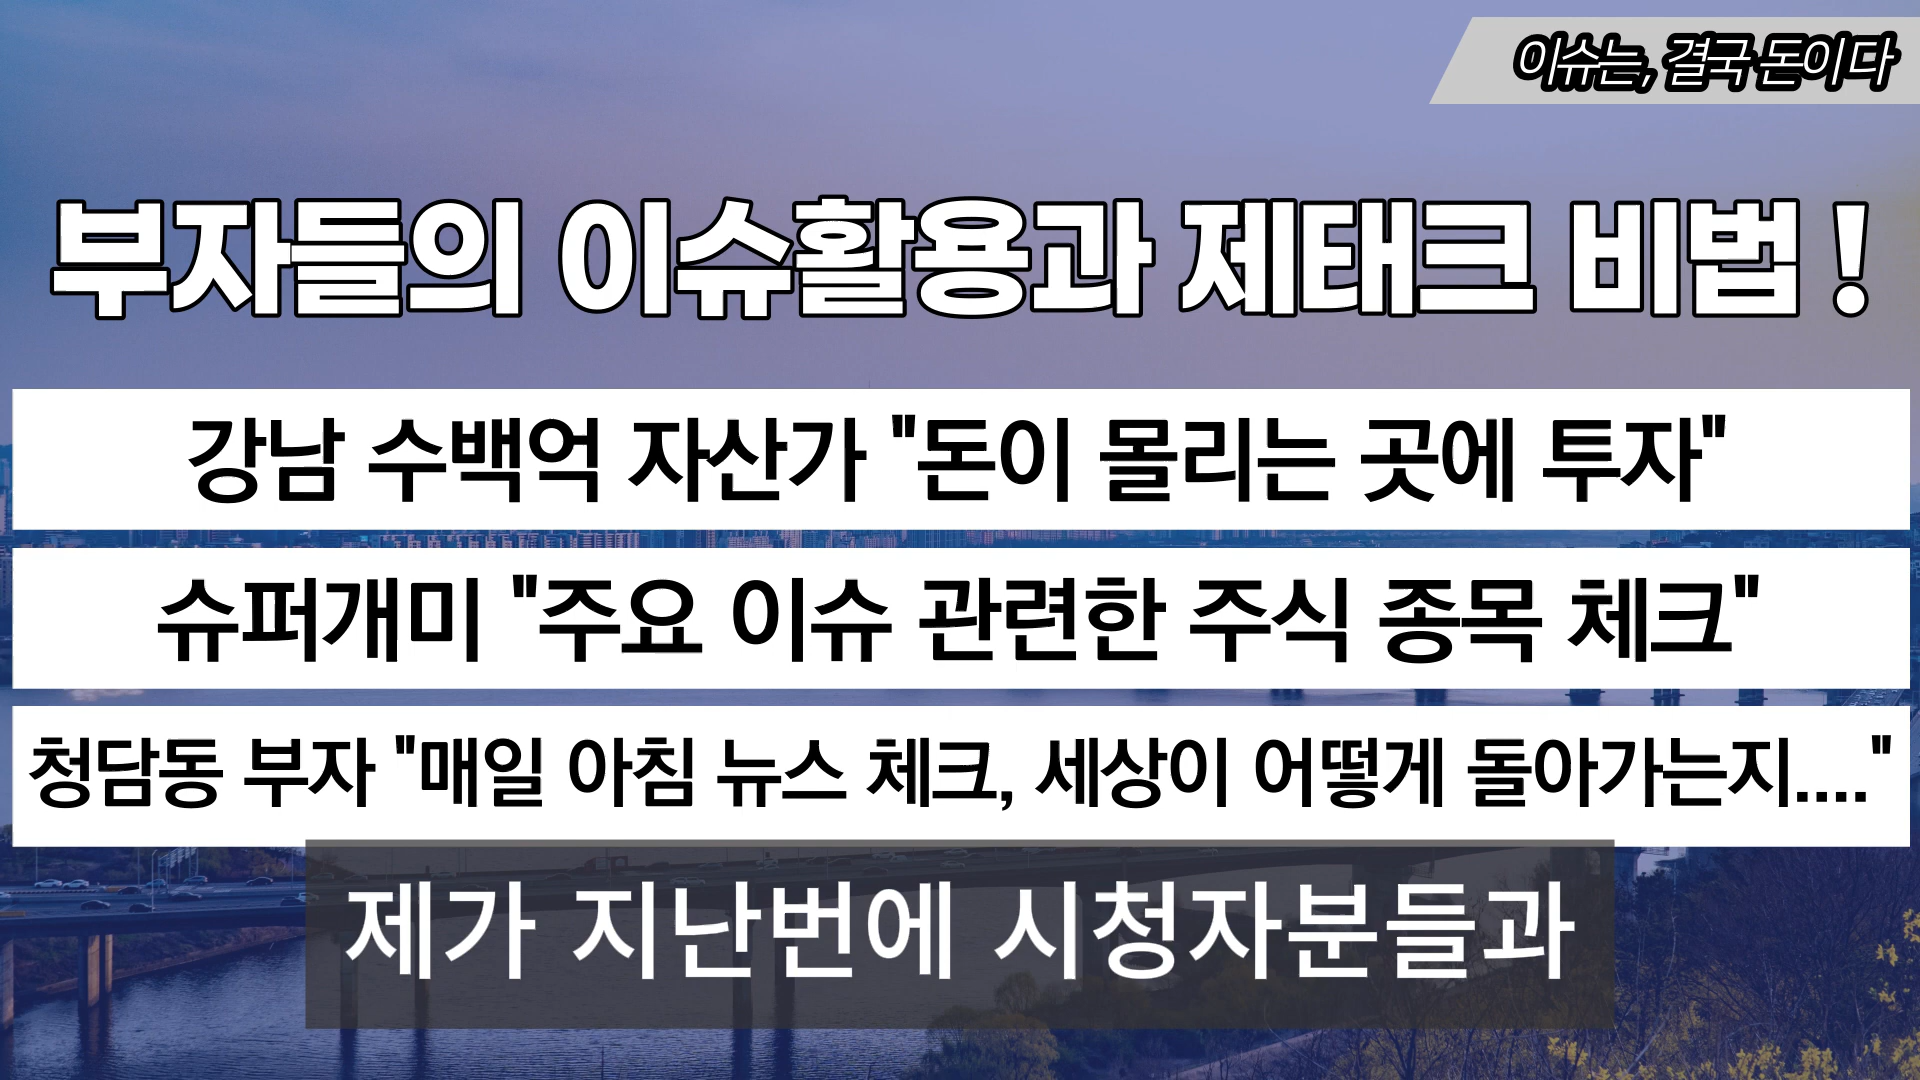 이슈는, 결국 돈이다
부자들의 이슈활용과 제태크 비법 !
강남 수백억 자산가 "돈이 몰리는 곳에 투자"
슈퍼개미 "주요 이슈 관련한 주식 종목 체크"
청담동 부자 "매일 아침 뉴스 체크, 세상이 어떻게 돌아가는지...."
제가 지난번에 시청자분들과